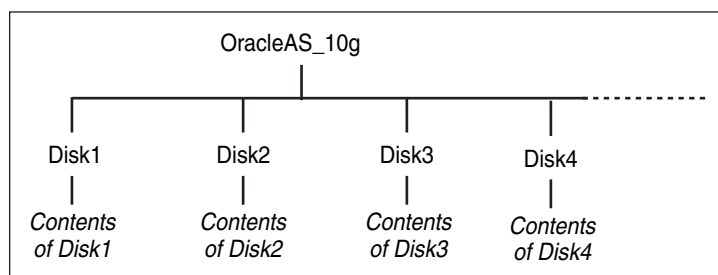 OracleAS_10g
Disk1 Disk2 Disk3 Disk4
Contents of Disk1
Contents of Disk2
Contents of Disk3
Contents of Disk4